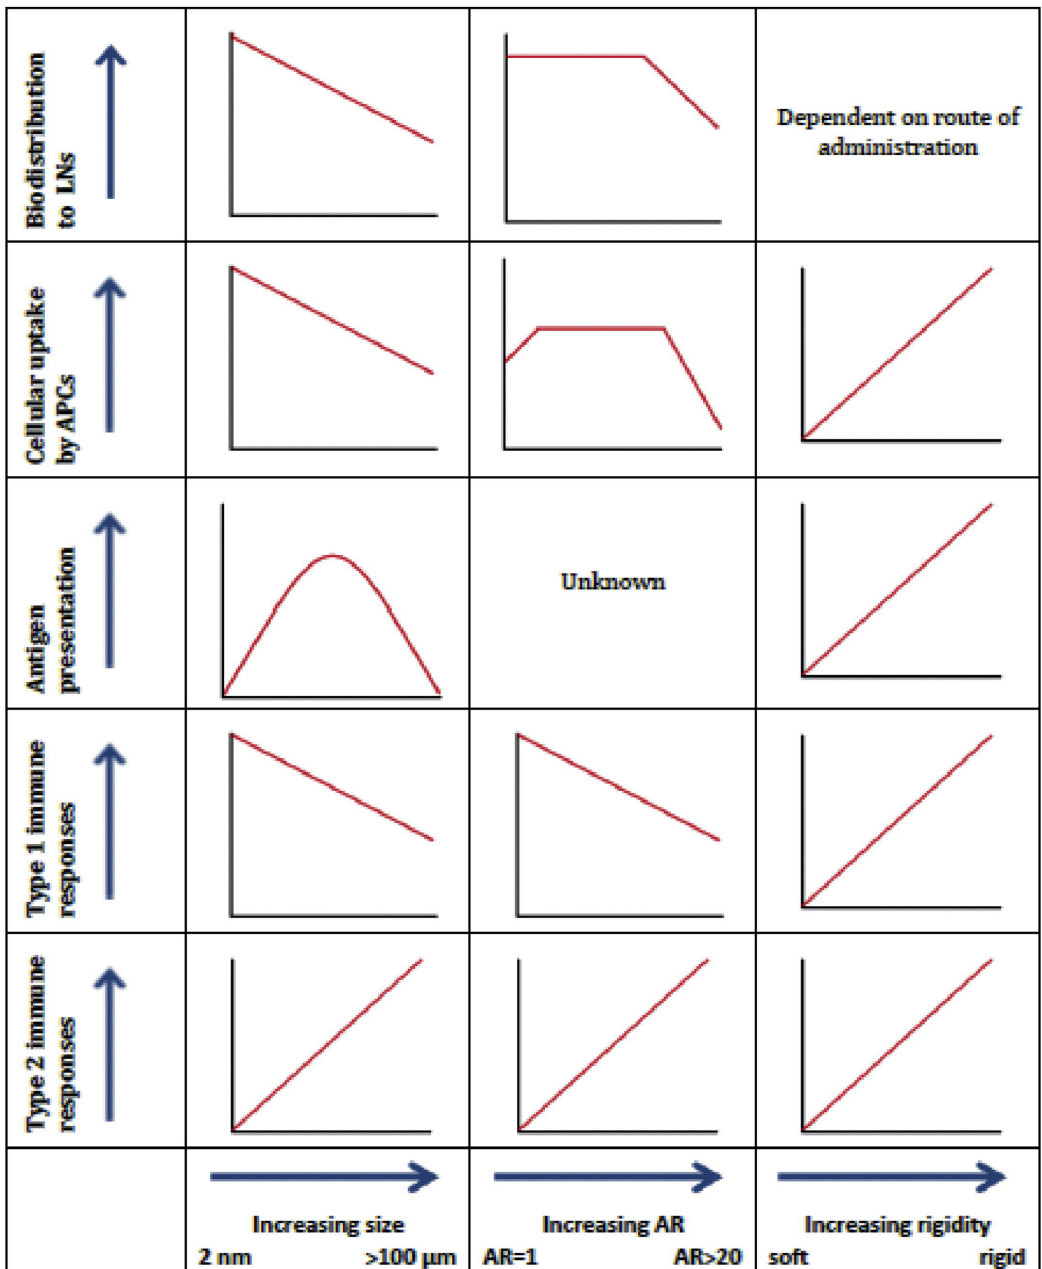 Biodistribution
to LNs
Dependent on route of
administration
Cellular uptake
by APCs
Antigen
presentation
Unknown
Type 1 immune
responses
Type 2 immune
responses
Increasing size
2 nm >100 μm
Increasing AR
AR=1 AR>20
Increasing rigidity
soft rigid